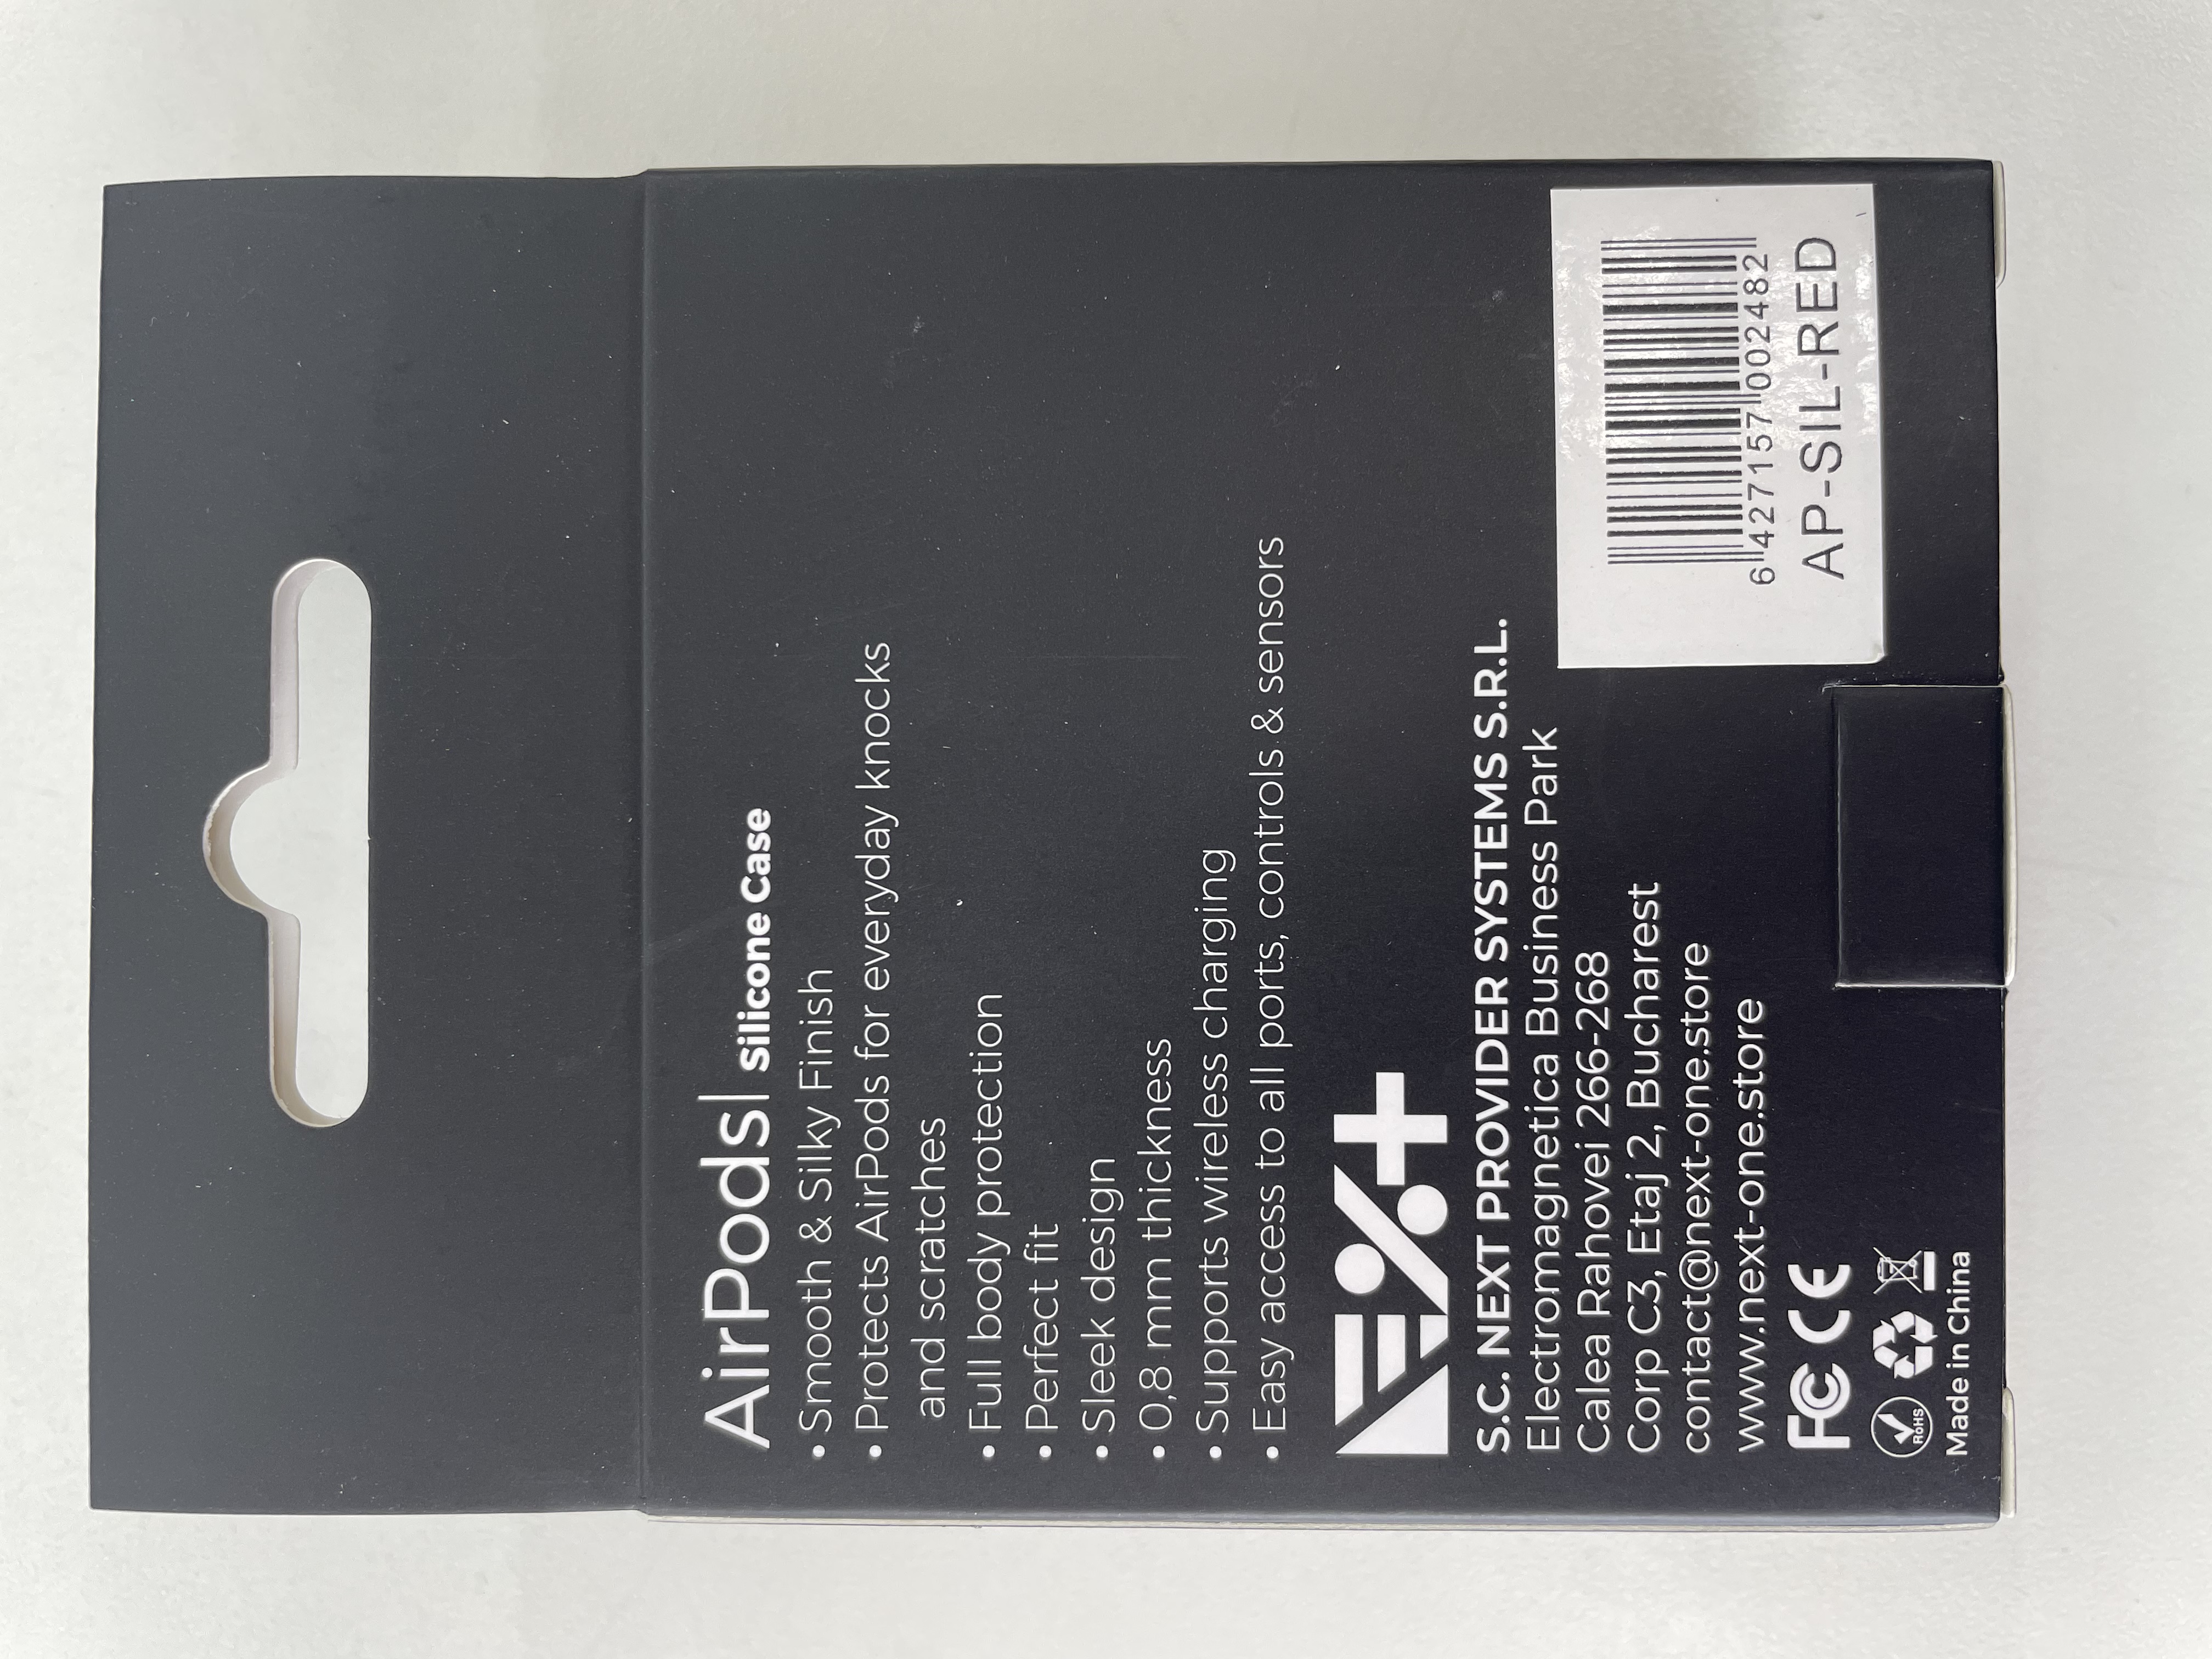 AirPods| Silicone Case
• Smooth & Silky Finish
• Protects AirPods for everyday knocks
and scratches
• Full body protection
• Perfect fit
• Sleek design
• 0,8 mm thickness
• Supports wireless charging
• Easy access to all ports, controls & sensors
S.C. NEXT PROVIDER SYSTEMS S.R.L.
Electromagnetica Business Park
Calea Rahovei 266-268
Corp C3, Etaj 2, Bucharest
contact@next-one.store
www.next-one.store
FC CE
RoHS
Made in China
6 427157 002482
AP-SIL-RED